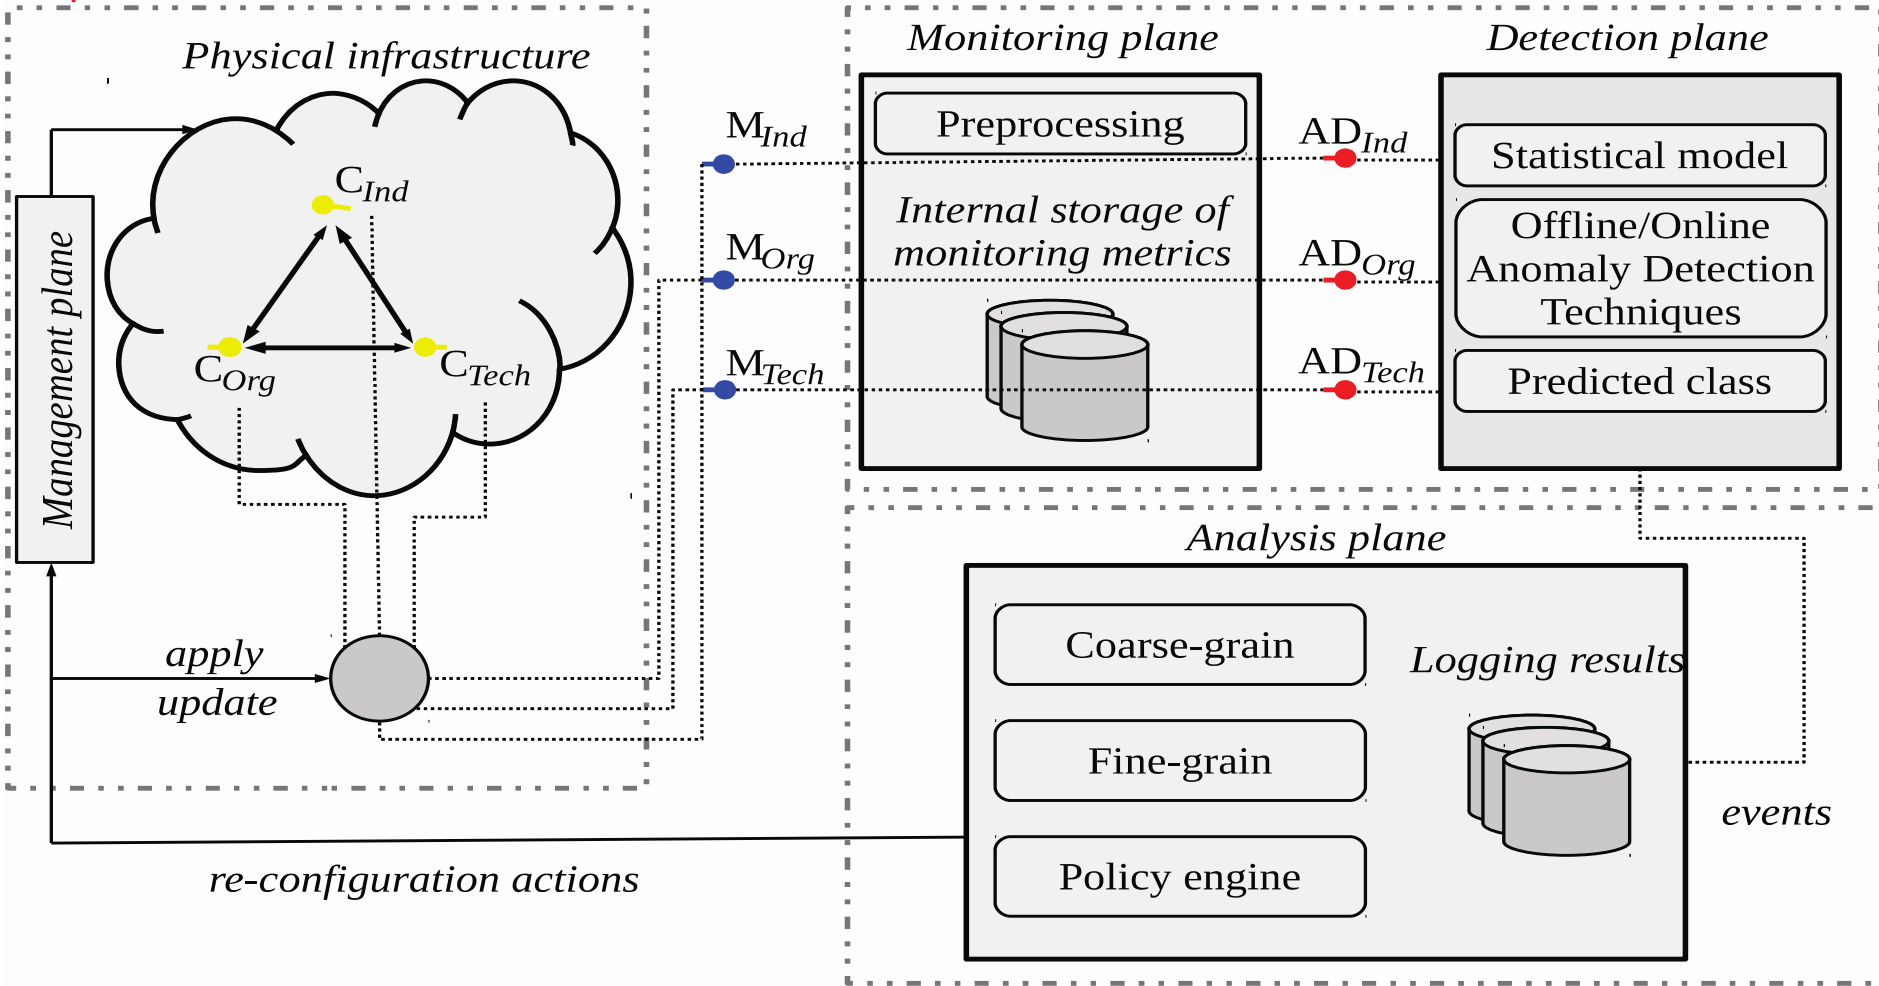 Physical infrastructure
C_Ind
C_Org
C_Tech
Management plane
apply
update
re-configuration actions
M_Ind
M_Org
M_Tech
Monitoring plane
Preprocessing
Internal storage of
monitoring metrics
AD_Ind
AD_Org
AD_Tech
Detection plane
Statistical model
Offline/Online
Anomaly Detection
Techniques
Predicted class
Analysis plane
Coarse-grain
Fine-grain
Policy engine
Logging results
events